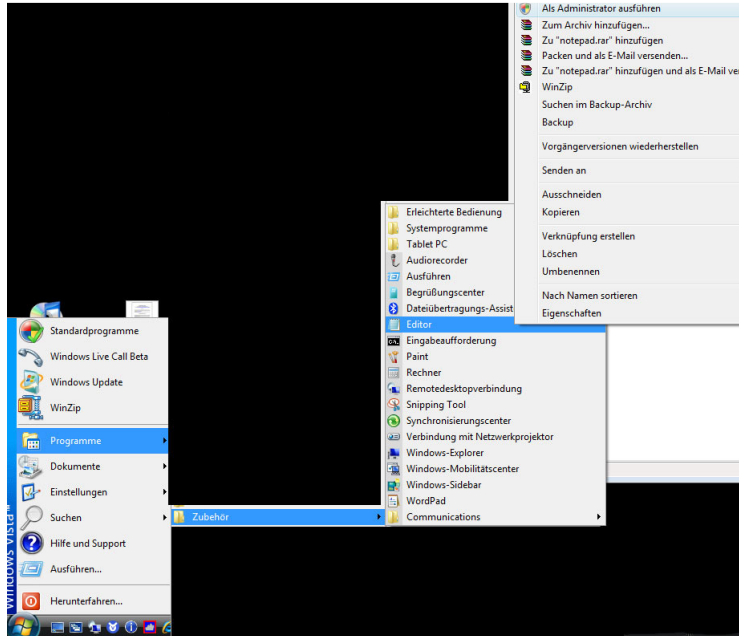 Als Administrator ausführen
Zum Archiv hinzufügen...
Zu "notepad.rar" hinzufügen
Packen und als E-Mail versenden...
Zu "notepad.rar" hinzufügen und als E-Mail
WinZip
Suchen im Backup-Archiv
Backup
Vorgängerversionen wiederherstellen
Senden an
Ausschneiden
Kopieren
Verknüpfung erstellen
Löschen
Umbenennen
Nach Namen sortieren
Eigenschaften
Erleichterte Bedienung
Systemprogramme
Tablet PC
Audiorecorder
Ausführen
Begrüßungscenter
Dateiübertragungs-Assist
Editor
Eingabeaufforderung
Paint
Rechner
Remotedesktopverbindung
Snipping Tool
Synchronisierungscenter
Verbindung mit Netzwerkprojektor
Windows-Explorer
Windows-Mobilitätscenter
Windows-Sidebar
WordPad
Communications
Zubehör
Standardprogramme
Windows Live Call Beta
Windows Update
WinZip
Programme
Dokumente
Einstellungen
Suchen
Hilfe und Support
Ausführen...
Herunterfahren...
Windows Vista™